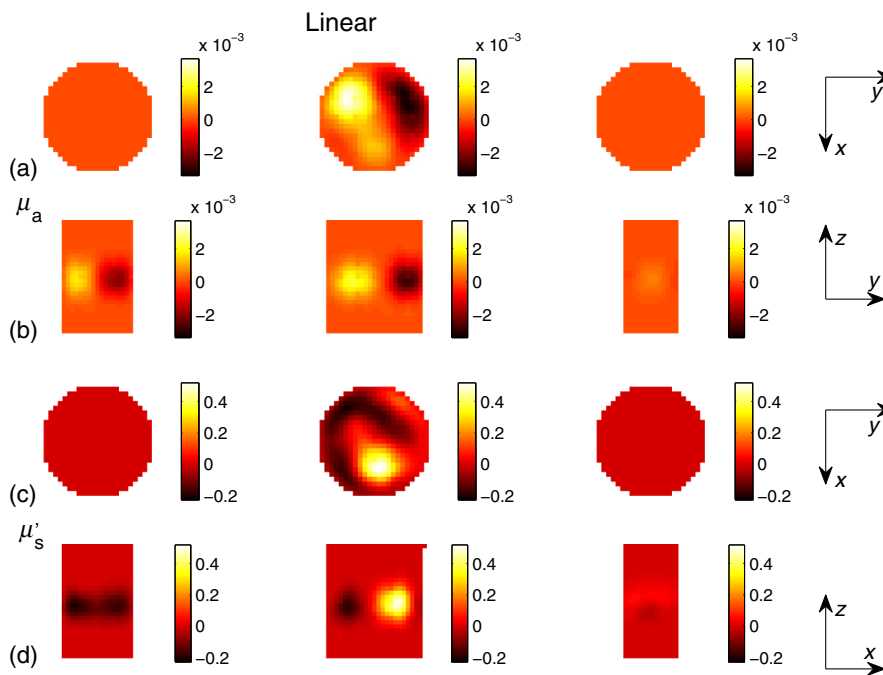 Linear
x 10⁻³ x 10⁻³ x 10⁻³
2 0 −2 2 0 −2 2 0 −2
y x
(a)
μa
x 10⁻³ x 10⁻³ x 10⁻³
2 0 −2 2 0 −2 2 0 −2
z y
(b)
0.4 0.2 0 −0.2 0.4 0.2 0 −0.2 0.4 0.2 0 −0.2
y x
(c)
μ's
0.4 0.2 0 −0.2 0.4 0.2 0 −0.2 0.4 0.2 0 −0.2
z x
(d)